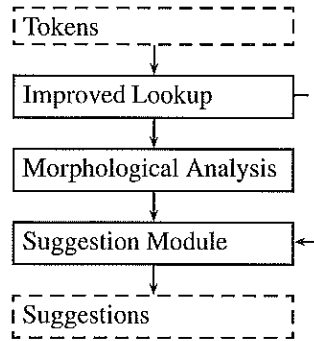 Tokens
Improved Lookup
Morphological Analysis
Suggestion Module
Suggestions